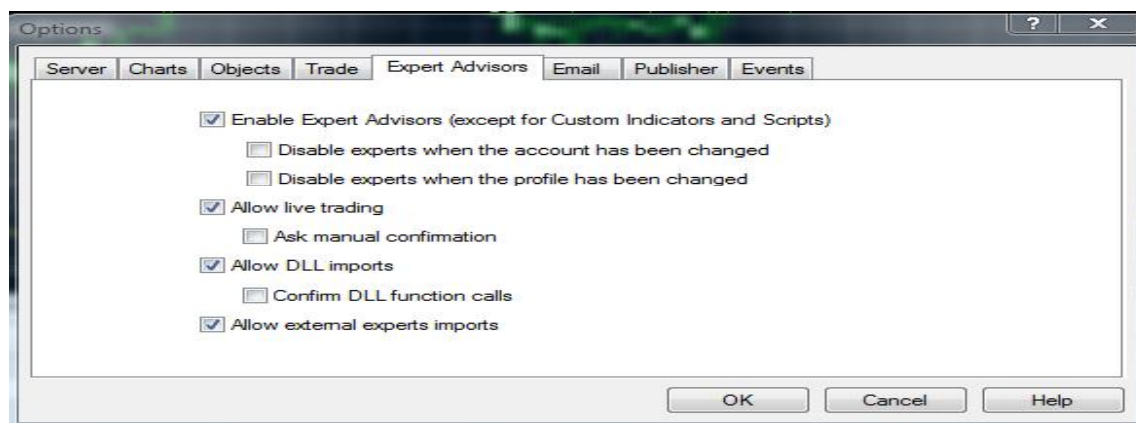 Options
? X
Server Charts Objects Trade Expert Advisors Email Publisher Events
Enable Expert Advisors (except for Custom Indicators and Scripts)
Disable experts when the account has been changed
Disable experts when the profile has been changed
Allow live trading
Ask manual confirmation
Allow DLL imports
Confirm DLL function calls
Allow external experts imports
OK Cancel Help